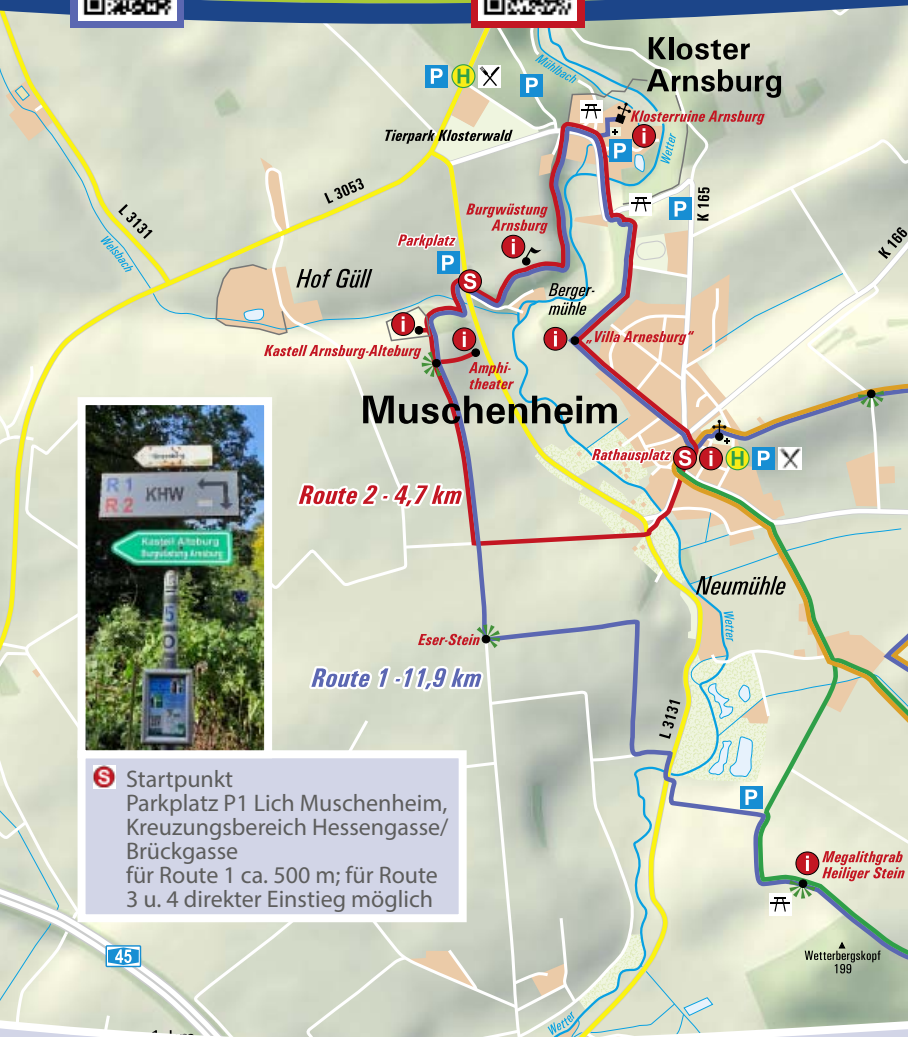 Kloster
Arnsburg
Mühlbach
P H
P
Klosterruine Arnsburg
i
P
Tierpark Klosterwald
Wetter
L 3053
K 165
P
L 3131
Burgwüstung
Arnsburg
i
K 166
Parkplatz
P
S
Welsbach
Hof Güll
Berger-
mühle
i
i
i
„Villa Arnesburg“
Kastell Arnsburg-Alteburg
Amphi-
theater
Muschenheim
Rathausplatz
S i H P
R 1
R 2
KHW
Kastell Alteburg
Burgwüstung Arnsburg
5
0
Route 2 - 4,7 km
Neumühle
Wetter
Eser-Stein
Route 1 -11,9 km
L 3131
P
S Startpunkt
Parkplatz P1 Lich Muschenheim,
Kreuzungsbereich Hessengasse/
Brückgasse
für Route 1 ca. 500 m; für Route
3 u. 4 direkter Einstieg möglich
i
Megalithgrab
Heiliger Stein
45
Wetterbergskopf
199
Wetter